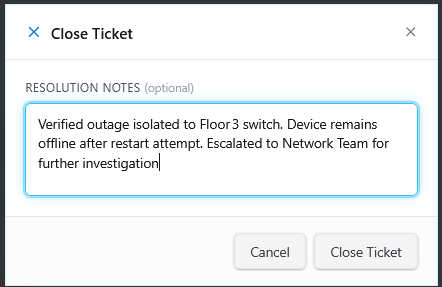 Close Ticket
RESOLUTION NOTES (optional)
Verified outage isolated to Floor3 switch. Device remains
offline after restart attempt. Escalated to Network Team for
further investigation
Cancel
Close Ticket